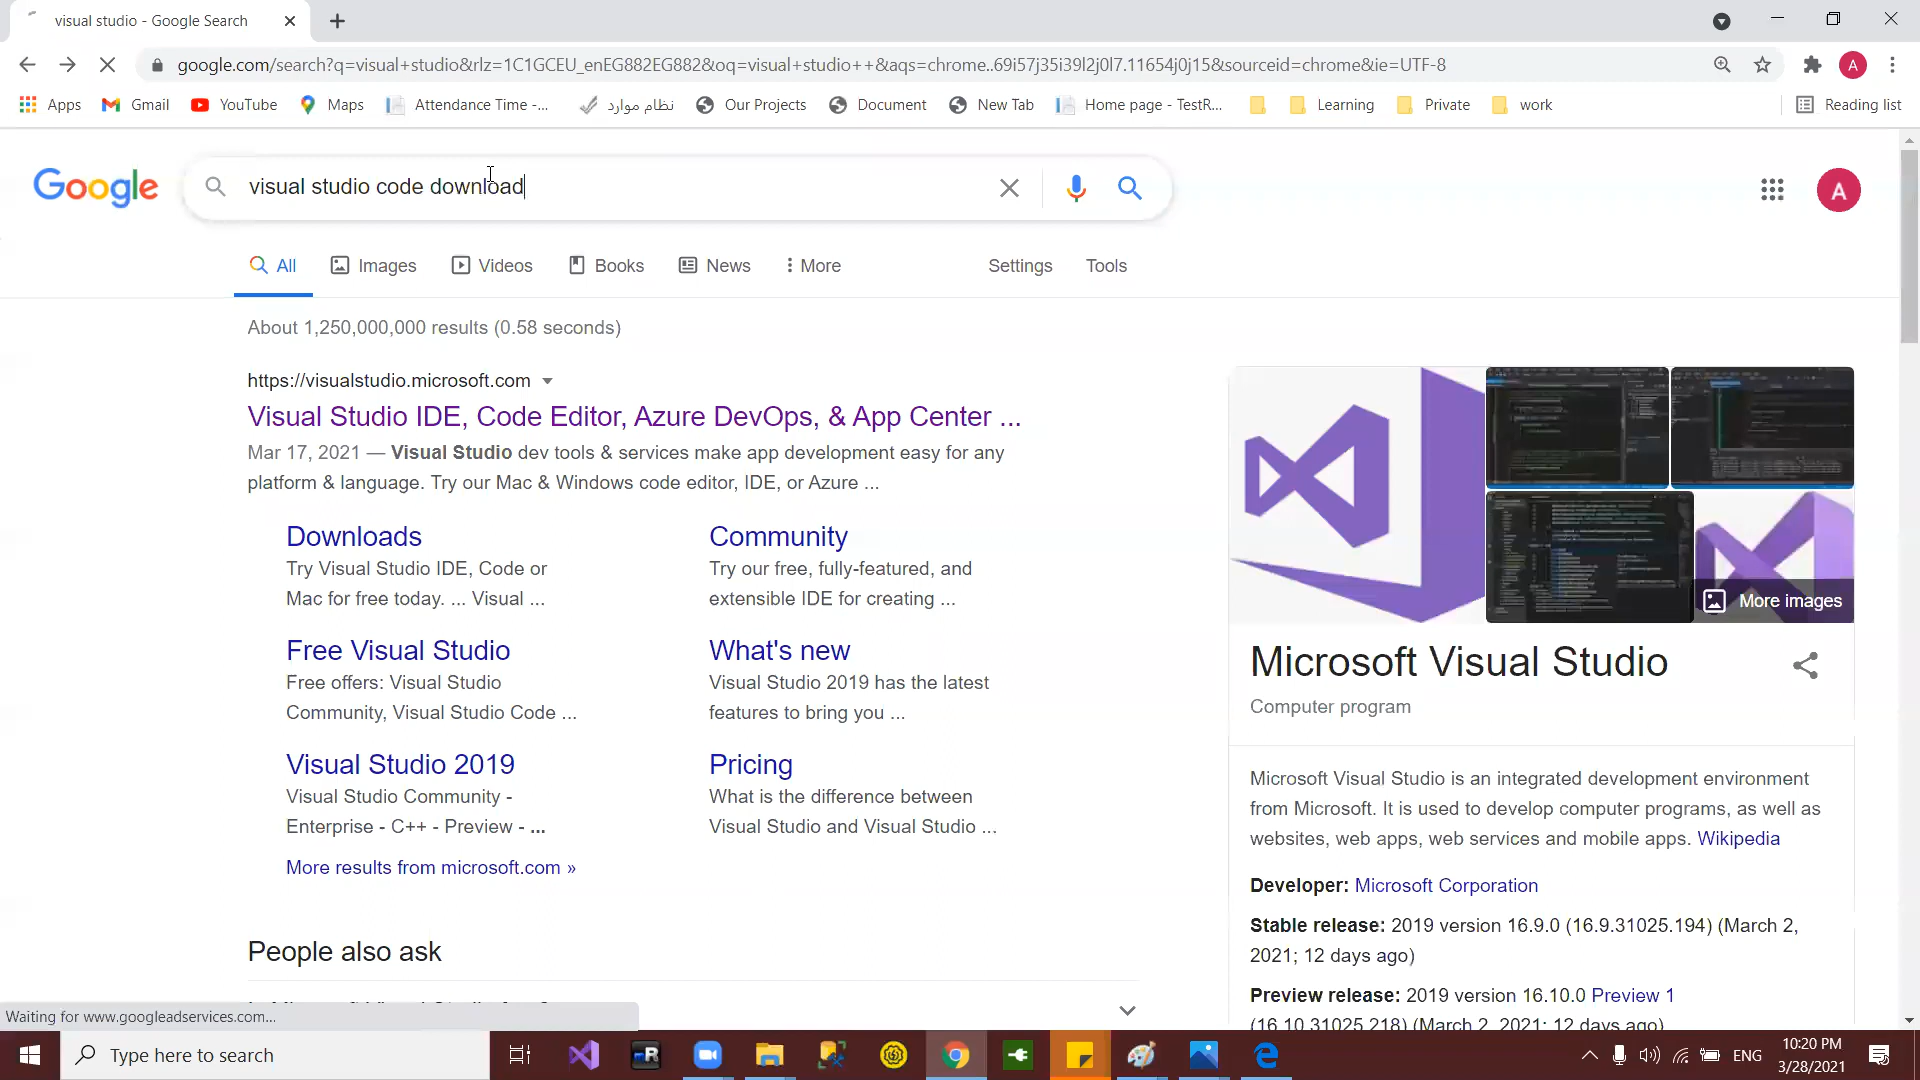 visual studio - Google Search
google.com/search?q=visual+studio&rlz=1C1GCEU_enEG882EG882&oq=visual+studio++&aqs=chrome..69i57j35i39l2j0l7.11654j0j15&sourceid=chrome&ie=UTF-8
A
Apps Gmail YouTube Maps Attendance Time -... نظام موارد Our Projects Document New Tab Home page - TestR... Learning Private work Reading list
Google visual studio code download A
All Images Videos Books News More Settings Tools
About 1,250,000,000 results (0.58 seconds)
https://visualstudio.microsoft.com
Visual Studio IDE, Code Editor, Azure DevOps, & App Center ...
Mar 17, 2021 — Visual Studio dev tools & services make app development easy for any
platform & language. Try our Mac & Windows code editor, IDE, or Azure ...
Downloads
Try Visual Studio IDE, Code or
Mac for free today. ... Visual ...
Community
Try our free, fully-featured, and
extensible IDE for creating ...
Free Visual Studio
Free offers: Visual Studio
Community, Visual Studio Code ...
What's new
Visual Studio 2019 has the latest
features to bring you ...
Visual Studio 2019
Visual Studio Community -
Enterprise - C++ - Preview - ...
Pricing
What is the difference between
Visual Studio and Visual Studio ...
More results from microsoft.com »
People also ask
More images
Microsoft Visual Studio
Computer program
Microsoft Visual Studio is an integrated development environment
from Microsoft. It is used to develop computer programs, as well as
websites, web apps, web services and mobile apps. Wikipedia
Developer: Microsoft Corporation
Stable release: 2019 version 16.9.0 (16.9.31025.194) (March 2,
2021; 12 days ago)
Preview release: 2019 version 16.10.0 Preview 1
(16.10.31025.218) (March 2, 2021; 12 days ago)
Waiting for www.googleadservices.com...
Type here to search
ENG
10:20 PM
3/28/2021